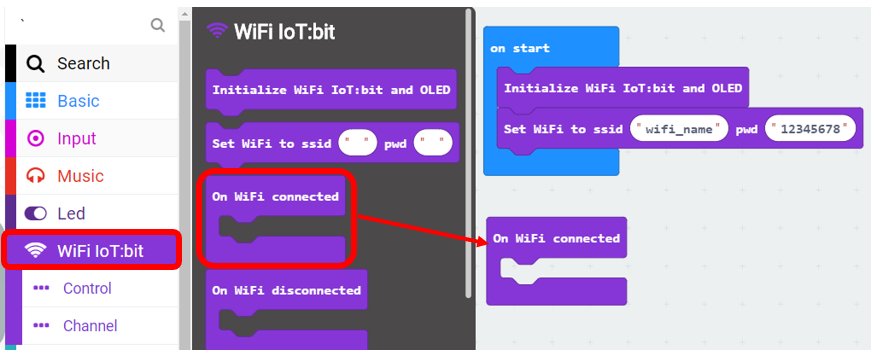 `
Search
Basic
Input
Music
Led
WiFi IoT:bit
Control
Channel
WiFi IoT:bit
Initialize WiFi IoT:bit and OLED
Set WiFi to ssid " " pwd " "
On WiFi connected
On WiFi disconnected
on start
Initialize WiFi IoT:bit and OLED
Set WiFi to ssid "wifi_name" pwd "12345678"
On WiFi connected